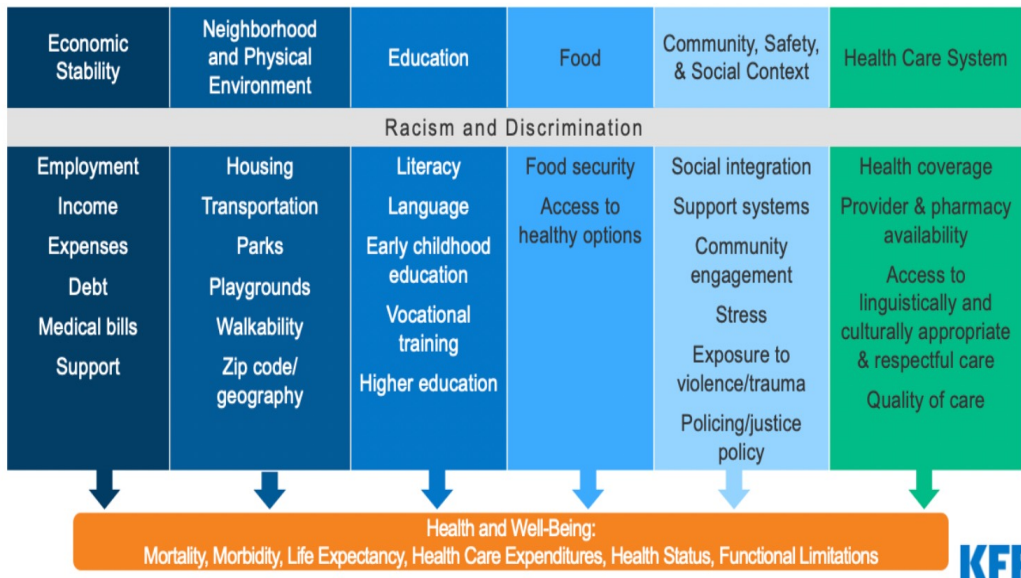 Economic
Stability
Neighborhood
and Physical
Environment
Education
Food
Community, Safety,
& Social Context
Health Care System
Racism and Discrimination
Employment
Income
Expenses
Debt
Medical bills
Support
Housing
Transportation
Parks
Playgrounds
Walkability
Zip code/
geography
Literacy
Language
Early childhood
education
Vocational
training
Higher education
Food security
Access to
healthy options
Social integration
Support systems
Community
engagement
Stress
Exposure to
violence/trauma
Policing/justice
policy
Health coverage
Provider & pharmacy
availability
Access to
linguistically and
culturally appropriate
& respectful care
Quality of care
Health and Well-Being:
Mortality, Morbidity, Life Expectancy, Health Care Expenditures, Health Status, Functional Limitations